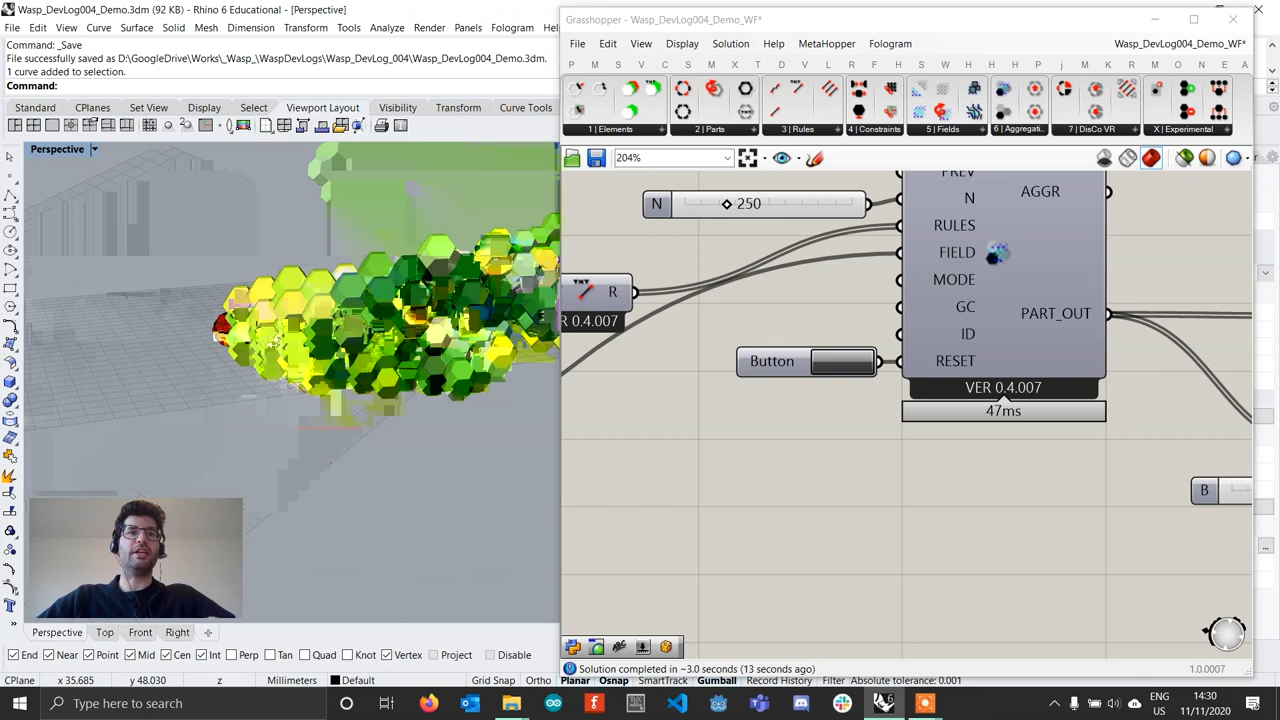 Wasp_DevLog004_Demo.3dm (92 KB) - Rhino 6 Educational - [Perspective]
File Edit View Curve Surface Solid Mesh Dimension Transform Tools Analyze Render Panels Fologram
Command: _Save
File successfully saved as D:\GoogleDrive\Works\_Wasp_\WaspDevLogs\Wasp_DevLog_004\Wasp_DevLog004_Demo.3dm.
1 curve added to selection.
Command:
Standard CPlanes Set View Display Select Viewport Layout Visibility Transform Curve Tools
Perspective
Grasshopper - Wasp_DevLog004_Demo_WF*
File Edit View Display Solution Help MetaHopper Fologram Wasp_DevLog004_Demo_WF*
P M S V C S M X T D M L R F H S W H H H P j M K R D A O N T E A
1 | Elements 2 | Parts 3 | Rules 4 | Constraints 5 | Fields 6 | Aggregati... 7 | DisCo VR X | Experimental
204%
PREV
AGGR
N 250 N
RULES
FIELD
R
MODE
GC
PART_OUT
R 0.4.007
ID
Button RESET
VER 0.4.007
47ms
B
Perspective Top Front Right
End Near Point Mid Cen Int Perp Tan Quad Knot Vertex Project Disable
Solution completed in ~3.0 seconds (13 seconds ago) 1.0.0007
CPlane x 35.685 y 48.030 z Millimeters Default Grid Snap Ortho Planar Osnap SmartTrack Gumball Record History Filter Absolute tolerance: 0.001
Type here to search
ENG
US
14:30
11/11/2020